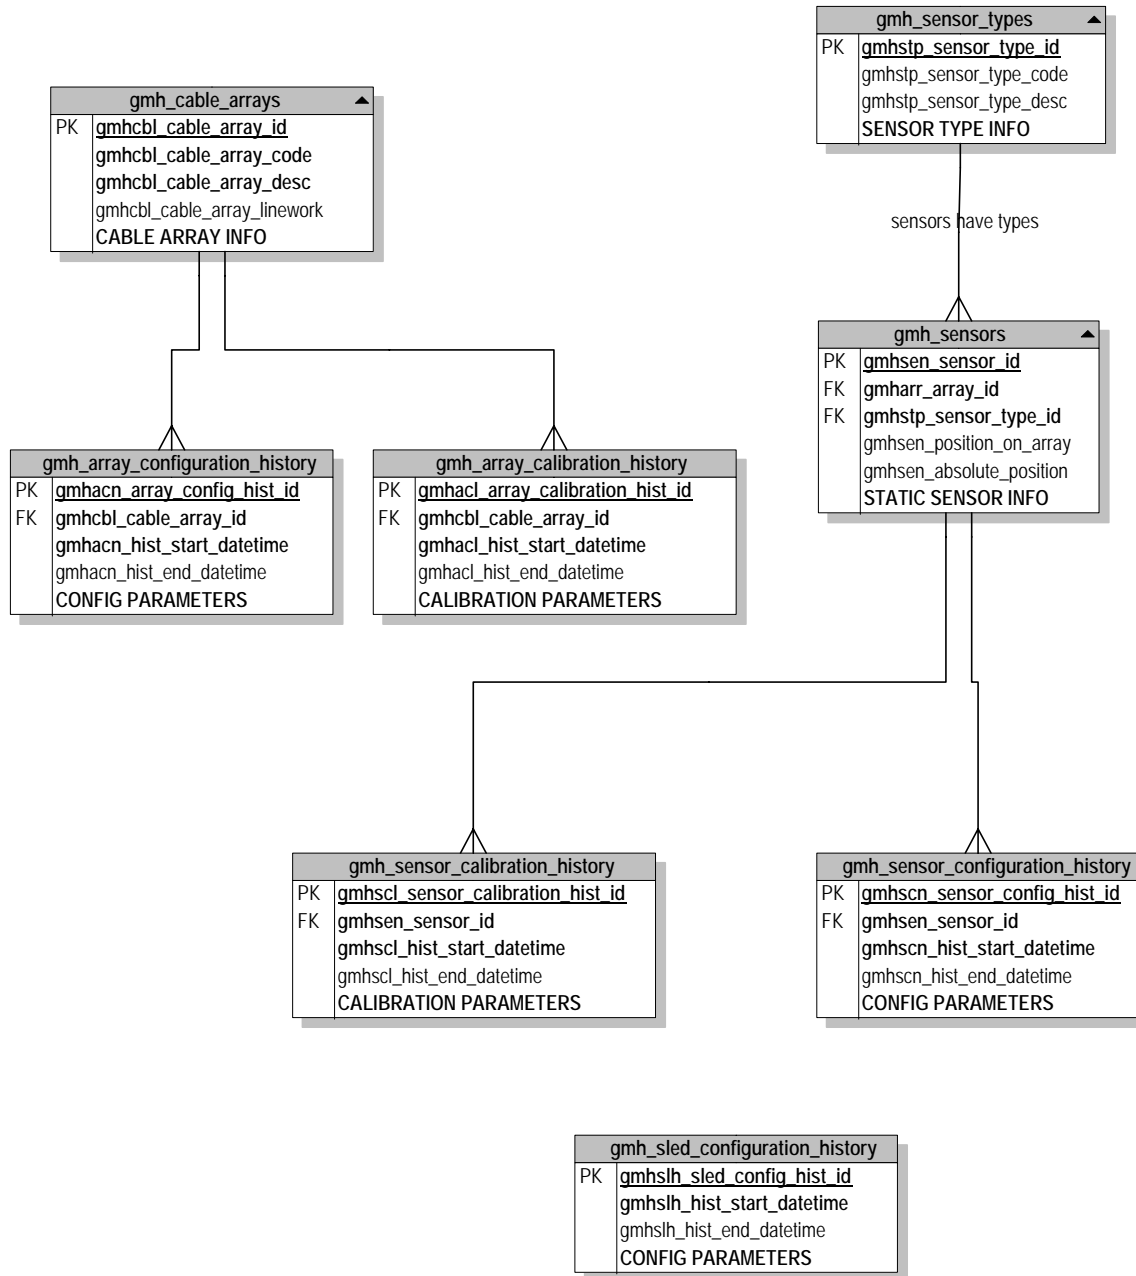 gmh_sensor_types
PK gmhstp_sensor_type_id
gmhstp_sensor_type_code
gmhstp_sensor_type_desc
SENSOR TYPE INFO
gmh_cable_arrays
PK gmhcbl_cable_array_id
gmhcbl_cable_array_code
gmhcbl_cable_array_desc
gmhcbl_cable_array_linework
CABLE ARRAY INFO
sensors have types
gmh_sensors
PK gmhsen_sensor_id
FK gmharr_array_id
FK gmhstp_sensor_type_id
gmhsen_position_on_array
gmhsen_absolute_position
STATIC SENSOR INFO
gmh_array_configuration_history
PK gmhacn_array_config_hist_id
FK gmhcbl_cable_array_id
gmhacn_hist_start_datetime
gmhacn_hist_end_datetime
CONFIG PARAMETERS
gmh_array_calibration_history
PK gmhacl_array_calibration_hist_id
FK gmhcbl_cable_array_id
gmhacl_hist_start_datetime
gmhacl_hist_end_datetime
CALIBRATION PARAMETERS
gmh_sensor_calibration_history
PK gmhscl_sensor_calibration_hist_id
FK gmhsen_sensor_id
gmhscl_hist_start_datetime
gmhscl_hist_end_datetime
CALIBRATION PARAMETERS
gmh_sensor_configuration_history
PK gmhscn_sensor_config_hist_id
FK gmhsen_sensor_id
gmhscn_hist_start_datetime
gmhscn_hist_end_datetime
CONFIG PARAMETERS
gmh_sled_configuration_history
PK gmhslh_sled_config_hist_id
gmhslh_hist_start_datetime
gmhslh_hist_end_datetime
CONFIG PARAMETERS